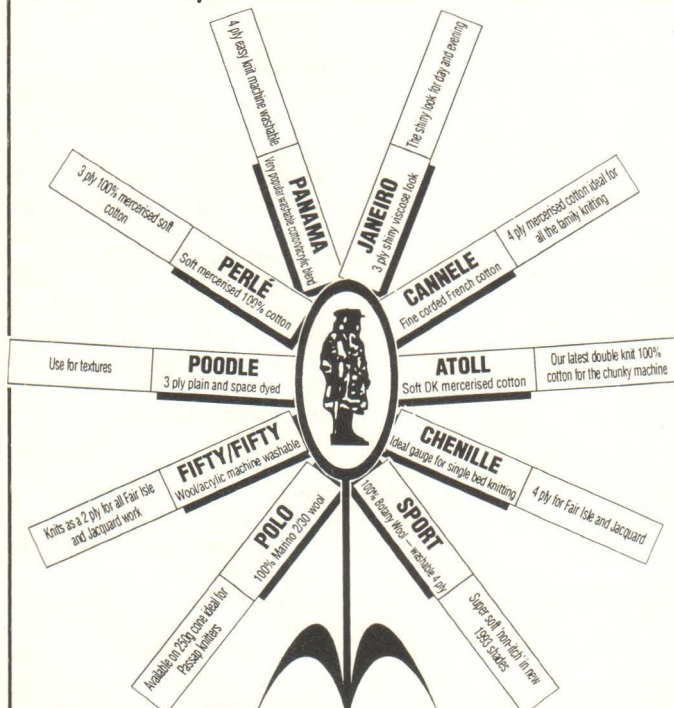 4 ply easy knit machine washable
PANAMA
Very popular washable cotton/acrylic blend
The shiny look for day and evening
JANEIRO
3 ply shiny viscose look
4 ply mercerised cotton ideal for
all the family knitting
CANNELE
Fine corded French cotton
Our latest double knit 100%
cotton for the chunky machine
ATOLL
Soft DK mercerised cotton
4 ply for Fair Isle and Jacquard
CHENILLE
Ideal gauge for single bed knitting
Super soft 'non-itch' in new
1993 shades
SPORT
100% Botany Wool — washable 4 ply
Available on 250g cone ideal for
Passap knitters
POLO
100% Manno 2/30 wool
Knits as a 2 ply for all Fair Isle
and Jacquard work
FIFTY/FIFTY
Wool/acrylic machine washable
Use for textures
POODLE
3 ply plain and space dyed
3 ply 100% mercerised soft
cotton
PERLÉ
Soft mercerised 100% cotton